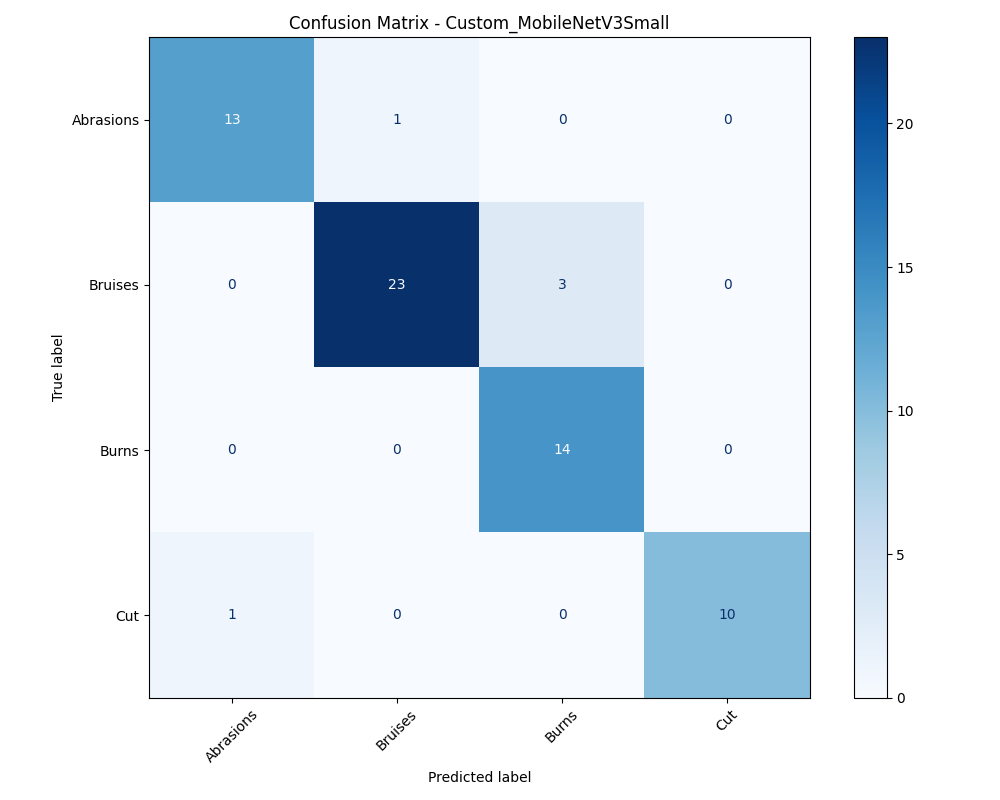 Confusion Matrix - Custom_MobileNetV3Small
Abrasions 13 1 0 0
Bruises 0 23 3 0
Burns 0 0 14 0
Cut 1 0 0 10
True label
Abrasions Bruises Burns Cut
Predicted label
20
15
10
5
0